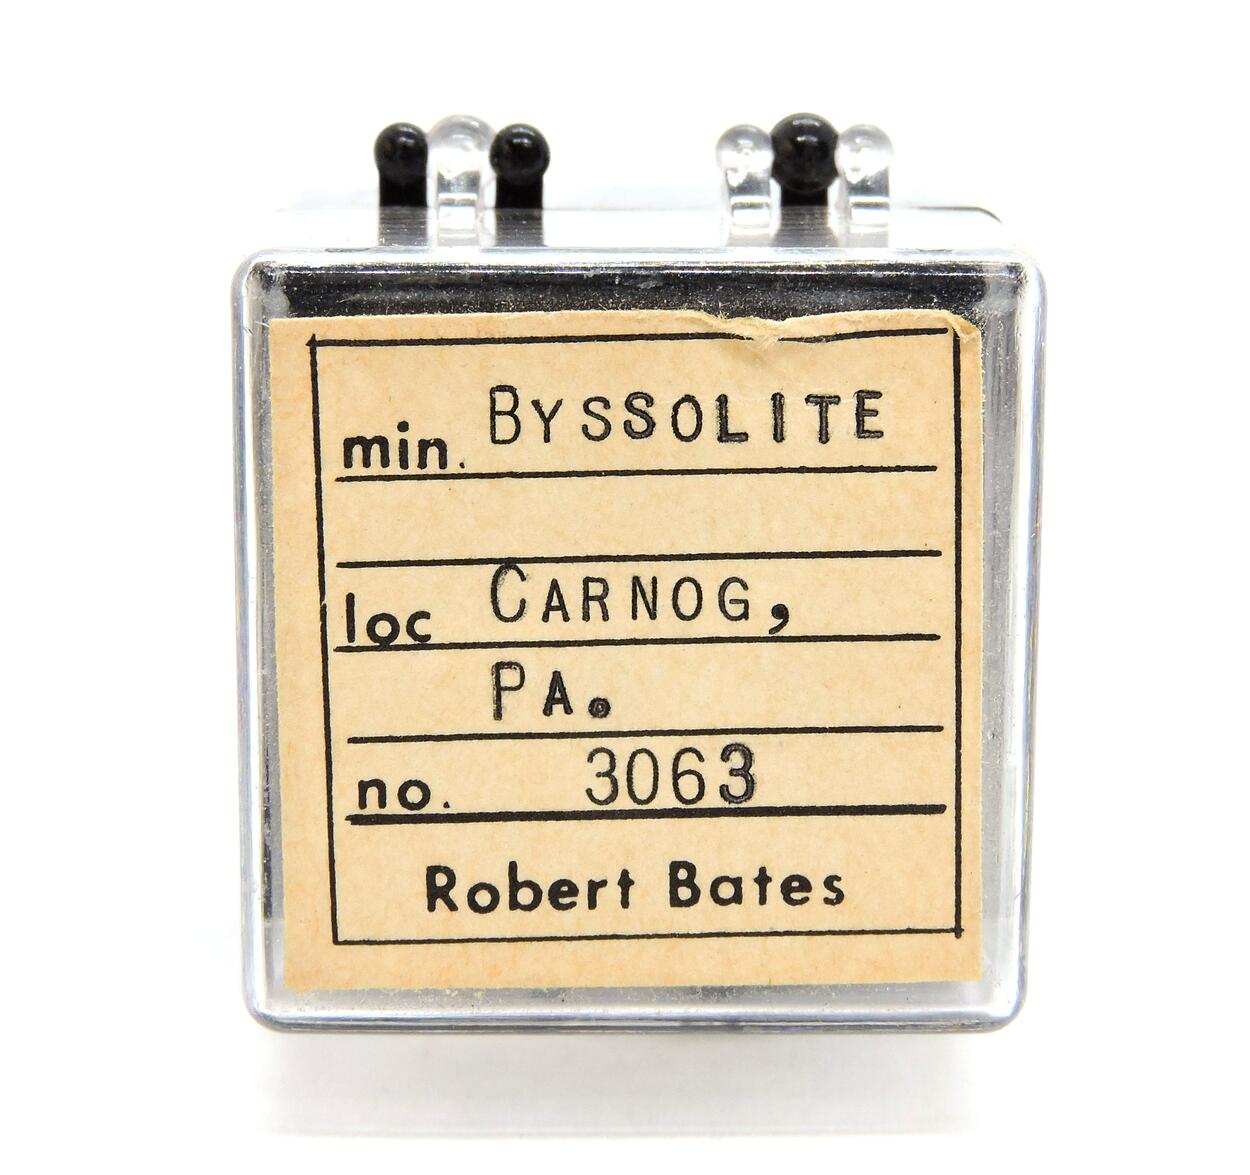 min. BYSSOLITE
loc CARNOG,
PA.
no. 3063
Robert Bates